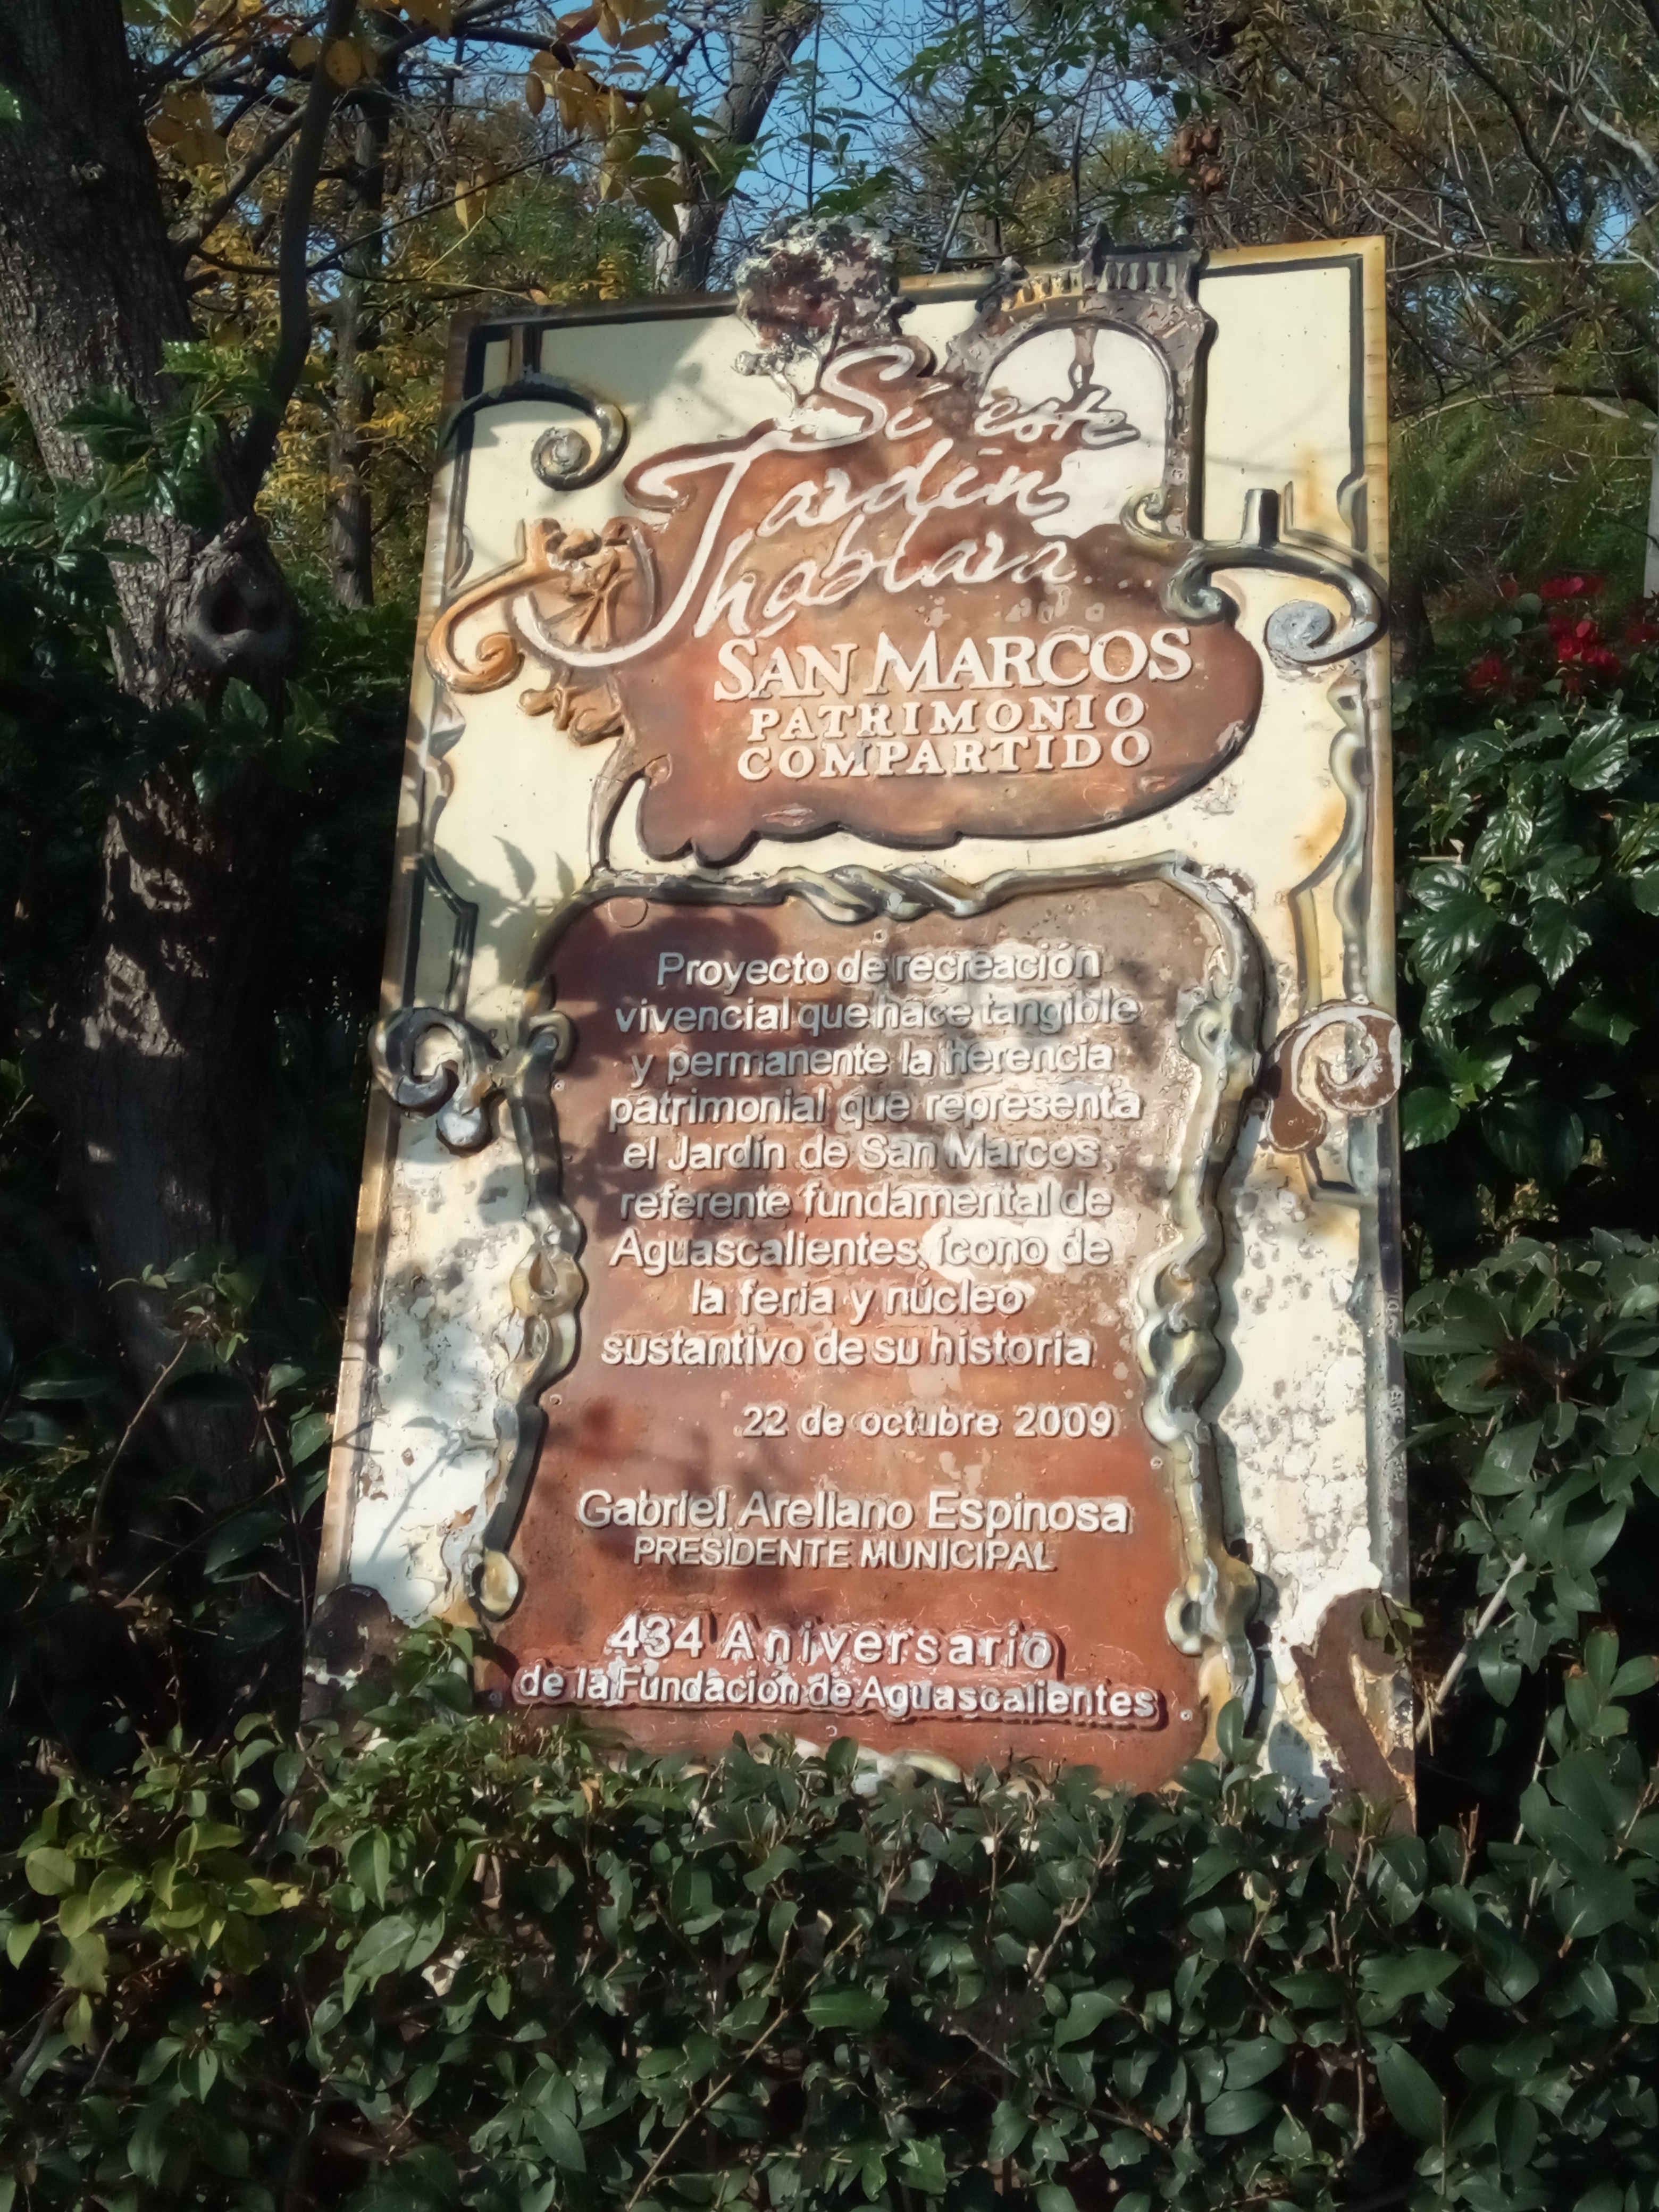 Si este
Jardín
hablara...
SAN MARCOS
PATRIMONIO
COMPARTIDO
Proyecto de recreación
vivencial que hace tangible
y permanente la herencia
patrimonial que representa
el Jardín de San Marcos,
referente fundamental de
Aguascalientes, ícono de
la feria y núcleo
sustantivo de su historia
22 de octubre 2009
Gabriel Arellano Espinosa
PRESIDENTE MUNICIPAL
434 Aniversario
de la Fundación de Aguascalientes